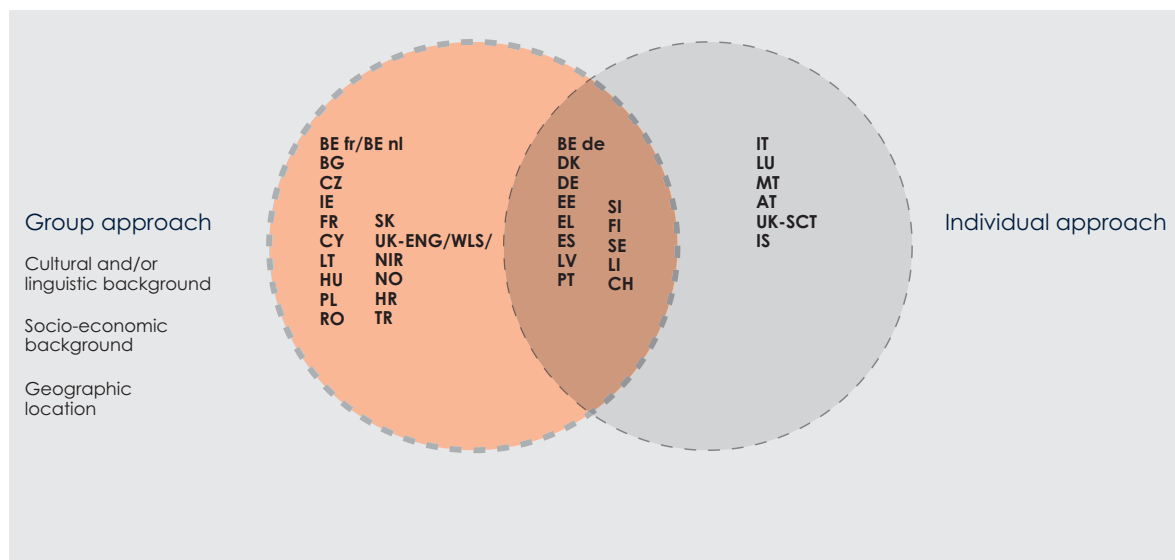 Group approach
Cultural and/or
linguistic background
Socio-economic
background
Geographic
location
BE fr/BE nl
BG
CZ
IE
FR
CY
LT
HU
PL
RO
SK
UK-ENG/WLS/
NIR
NO
HR
TR
BE de
DK
DE
EE
EL
ES
LV
PT
SI
FI
SE
LI
CH
IT
LU
MT
AT
UK-SCT
IS
Individual approach